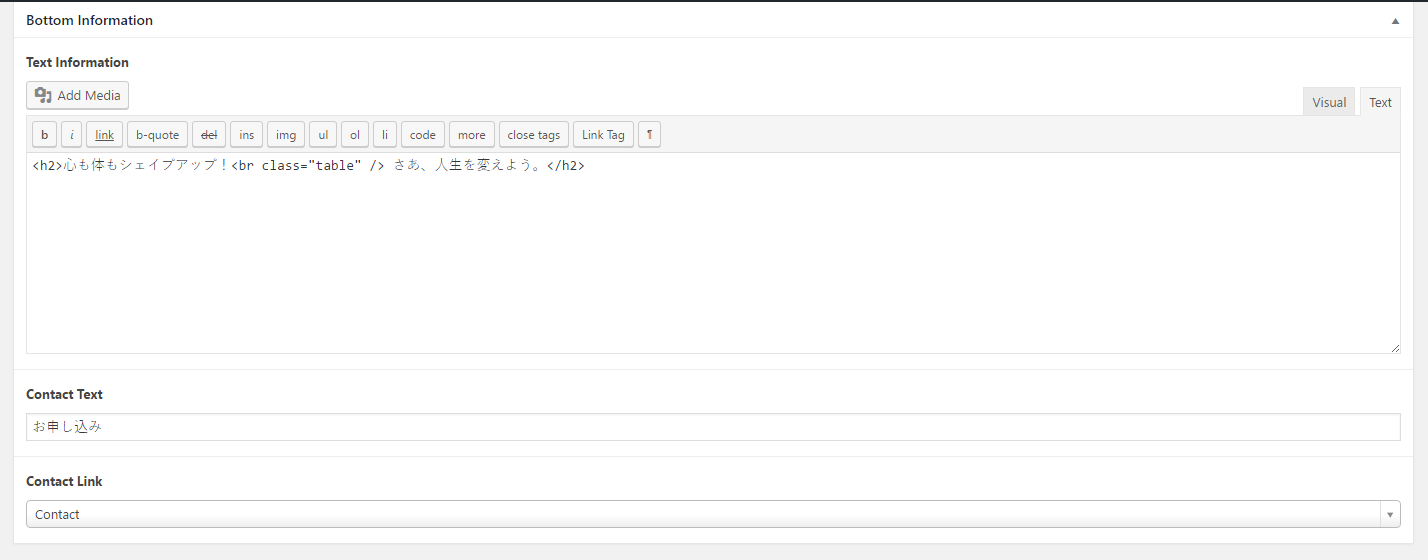 Bottom Information
Text Information
Add Media
Visual Text
b i link b-quote del ins img ul ol li code more close tags Link Tag ¶
<h2>心も体もシェイプアップ！<br class="table" /> さあ、人生を変えよう。</h2>
Contact Text
お申し込み
Contact Link
Contact